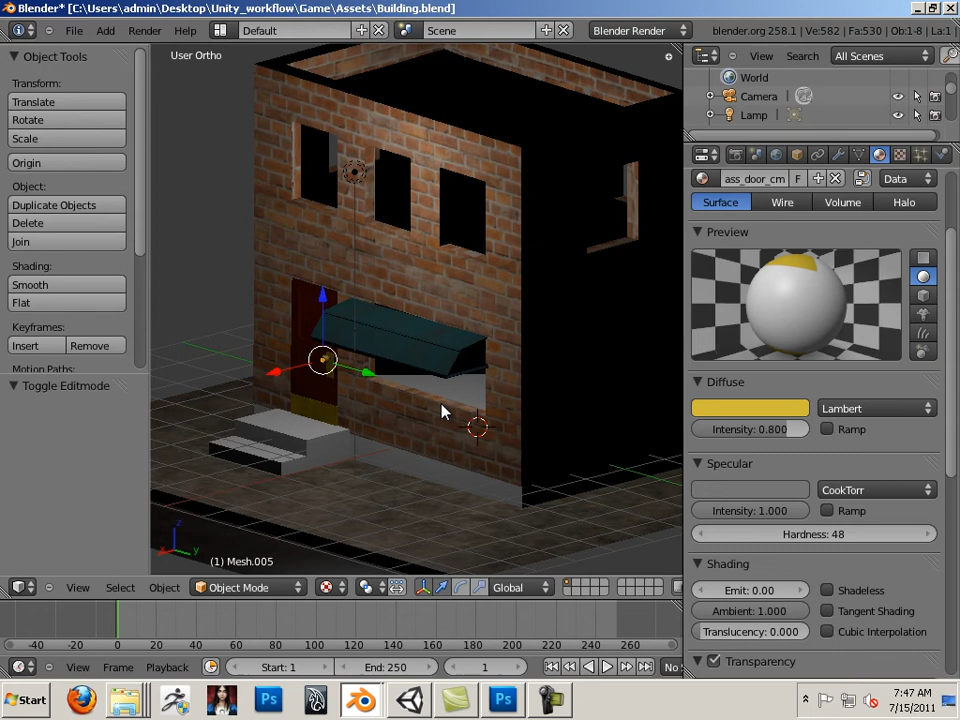 Blender* [C:\Users\admin\Desktop\Unity_workflow\Game\Assets\Building.blend]
File Add Render Help Default Scene Blender Render blender.org 258.1 | Ve:582 | Fa:530 | Ob:1-8 | La:1 |
Object Tools
Transform:
Translate
Rotate
Scale
Origin
Object:
Duplicate Objects
Delete
Join
Shading:
Smooth
Flat
Keyframes:
Insert Remove
Motion Paths:
Toggle Editmode
User Ortho
z
x y
(1) Mesh.005
View Select Object Object Mode Global
-40 -20 0 20 40 60 80 100 120 140 160 180 200 220 240 260
View Frame Playback Start: 1 End: 250 1 No
View Search All Scenes
World
Camera
Lamp
ass_door_cm F Data
Surface Wire Volume Halo
Preview
Diffuse
Lambert
Intensity: 0.800 Ramp
Specular
CookTorr
Intensity: 1.000 Ramp
Hardness: 48
Shading
Emit: 0.00 Shadeless
Ambient: 1.000 Tangent Shading
Translucency: 0.000 Cubic Interpolation
Transparency
Start Ps Ps 7:47 AM
7/15/2011